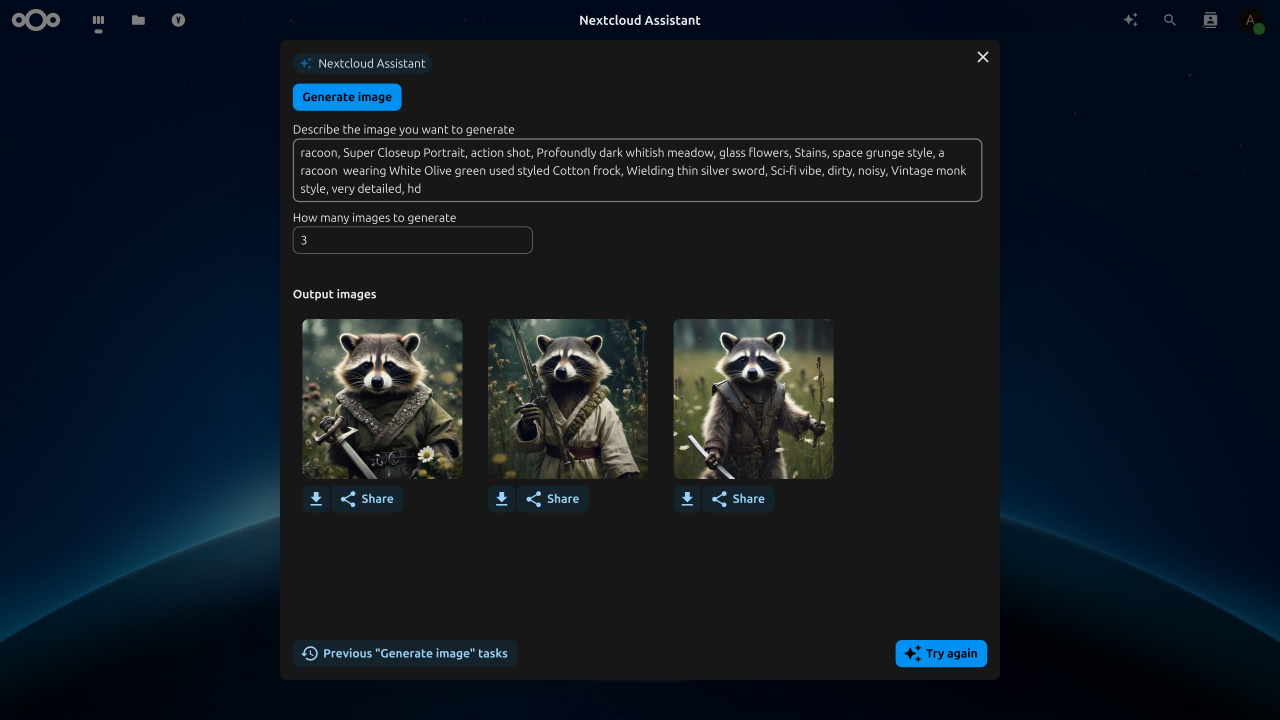 Nextcloud Assistant
A
Nextcloud Assistant
Generate image
Describe the image you want to generate
racoon, Super Closeup Portrait, action shot, Profoundly dark whitish meadow, glass flowers, Stains, space grunge style, a
racoon  wearing White Olive green used styled Cotton frock, Wielding thin silver sword, Sci-fi vibe, dirty, noisy, Vintage monk
style, very detailed, hd
How many images to generate
3
Output images
Share
Share
Share
Previous "Generate image" tasks
Try again